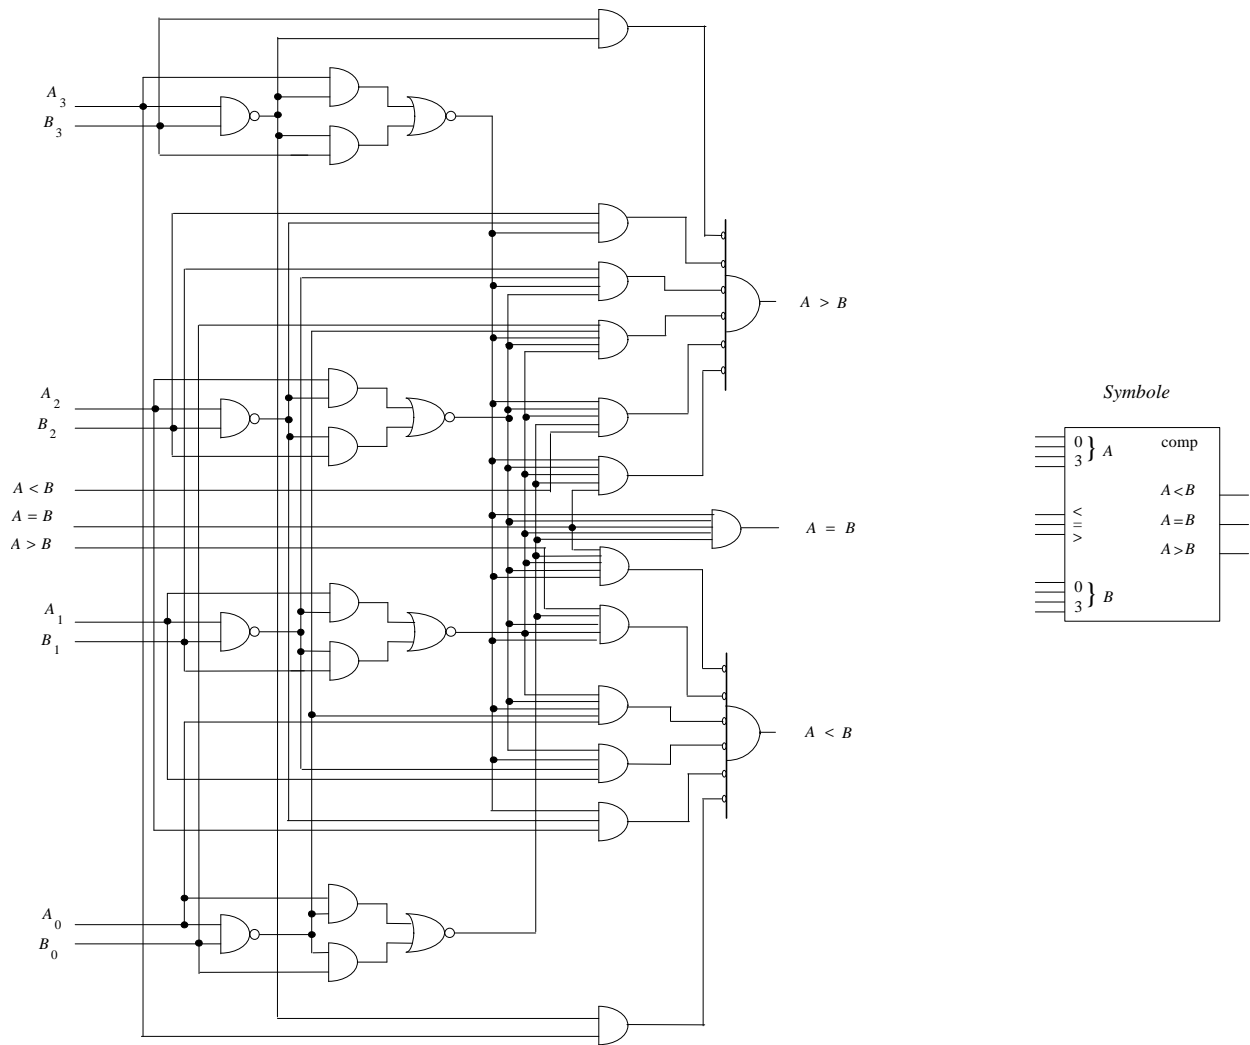 A3
B3
A > B
A2
B2
A < B
A = B
A > B
A = B
A1
B1
A < B
A0
B0
Symbole
0 } A comp
3
A<B
<
= A=B
> A>B
0 } B
3